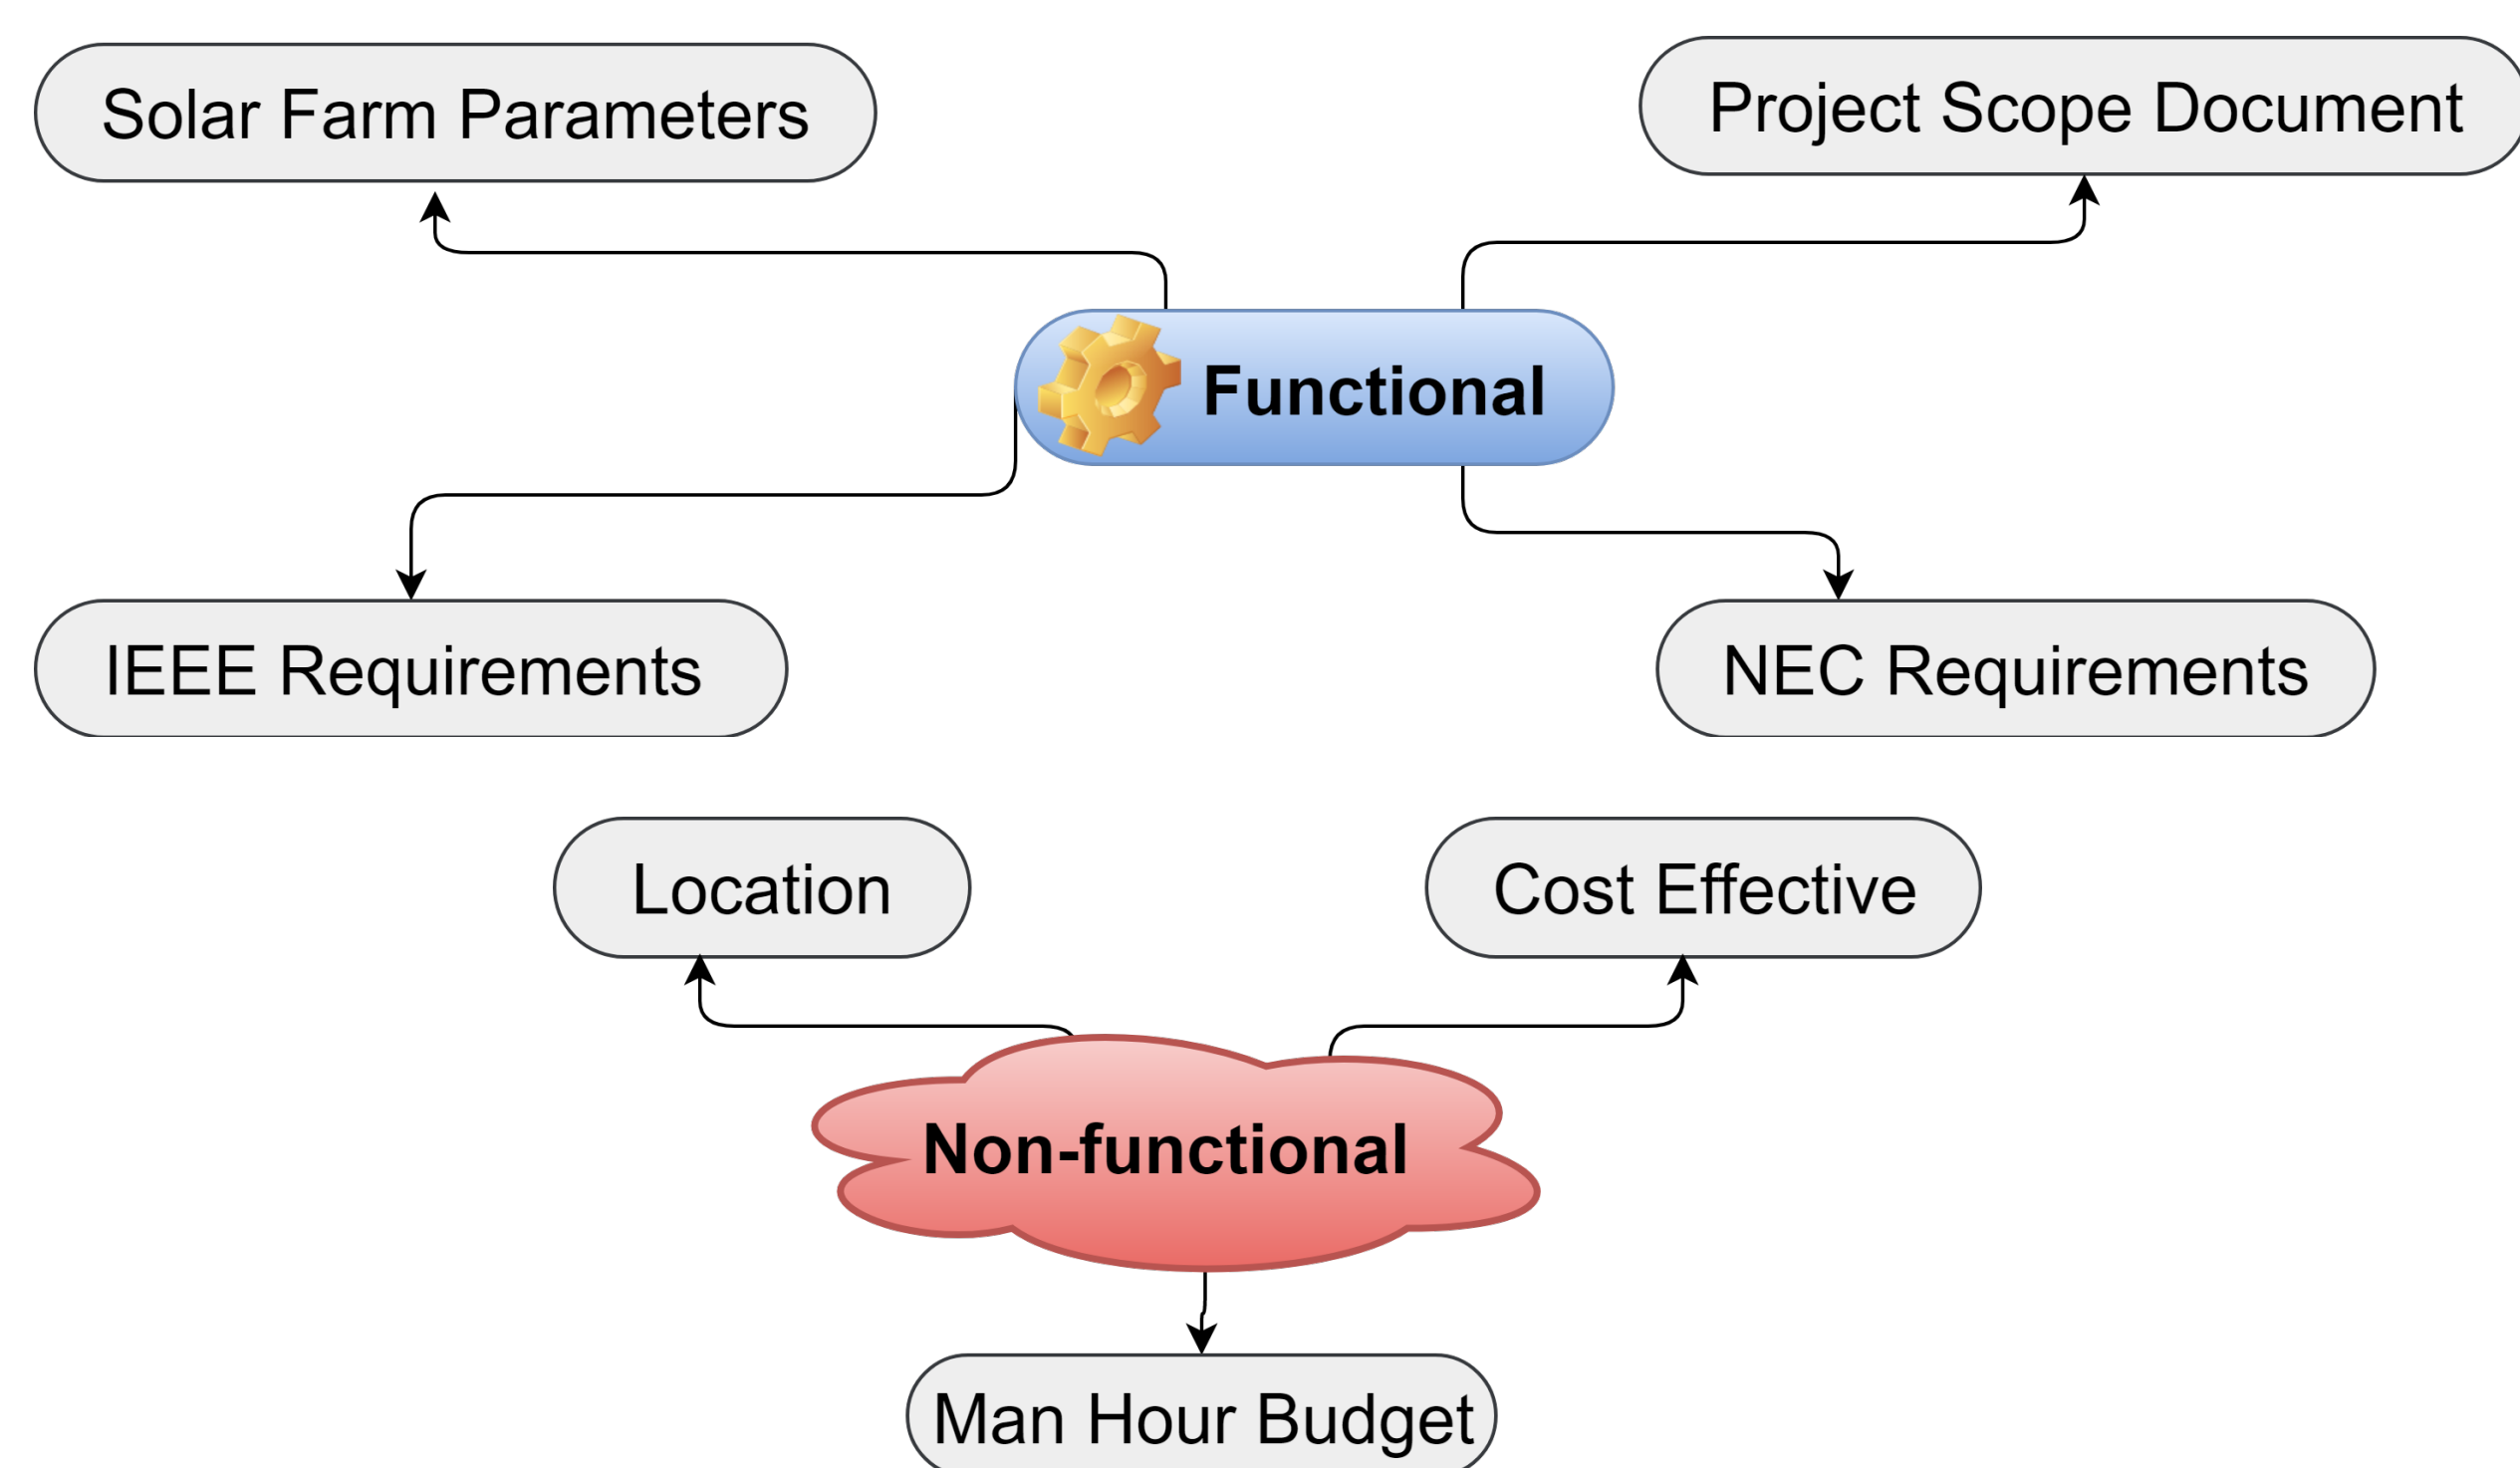 Solar Farm Parameters
Project Scope Document
Functional
IEEE Requirements
NEC Requirements
Location
Cost Effective
Non-functional
Man Hour Budget